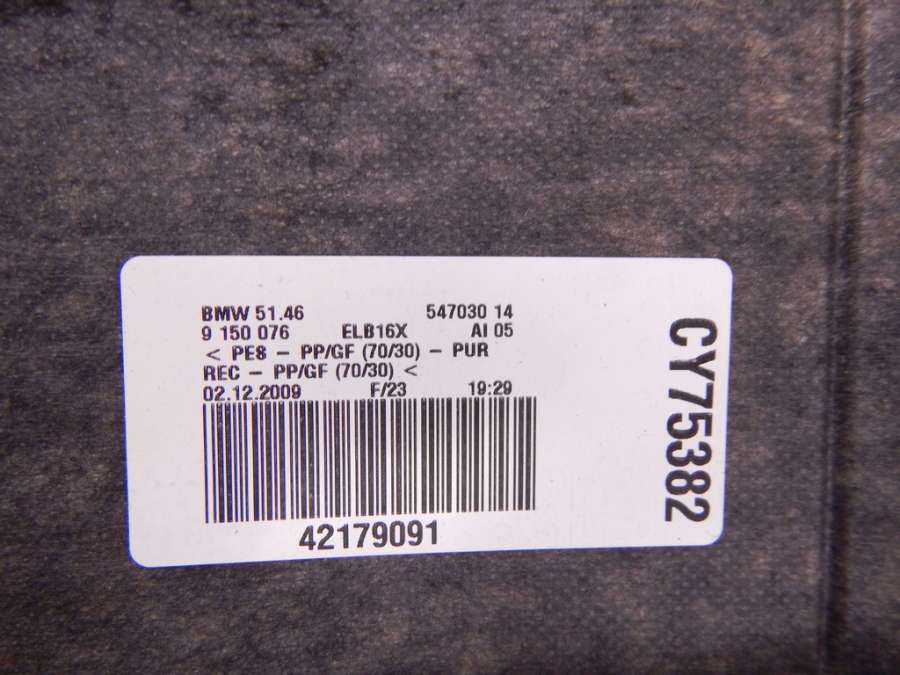 BMW 51.46 547030 14
9 150 076 ELB16X AI 05
< PES - PP/GF (70/30) - PUR
REC - PP/GF (70/30) <
02.12.2009 F/23 19:29
42179091
CY75382